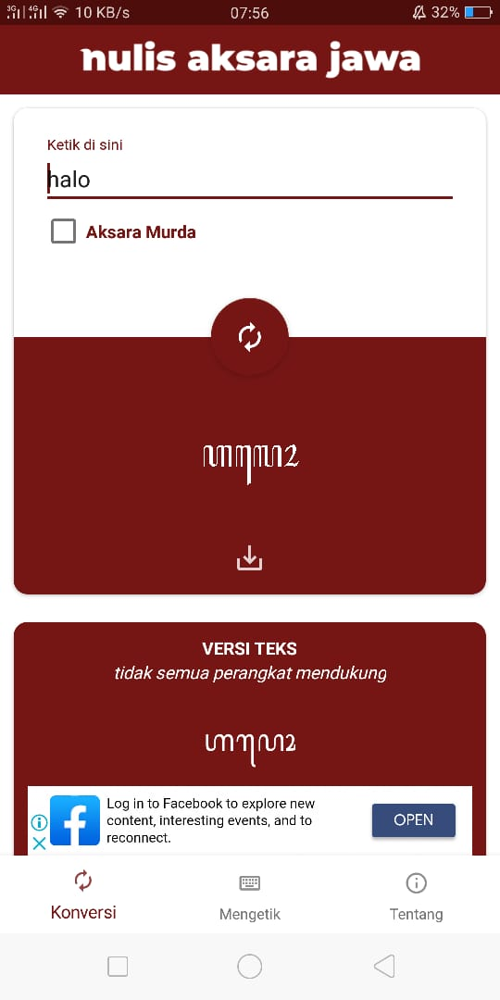 3G 4G 10 KB/s 07:56 32%
nulis aksara jawa
Ketik di sini
halo
Aksara Murda
ꦲꦭꦺꦴ
VERSI TEKS
tidak semua perangkat mendukung
ꦲꦭꦺꦴ
Log in to Facebook to explore new
content, interesting events, and to
reconnect.
OPEN
Konversi
Mengetik
Tentang